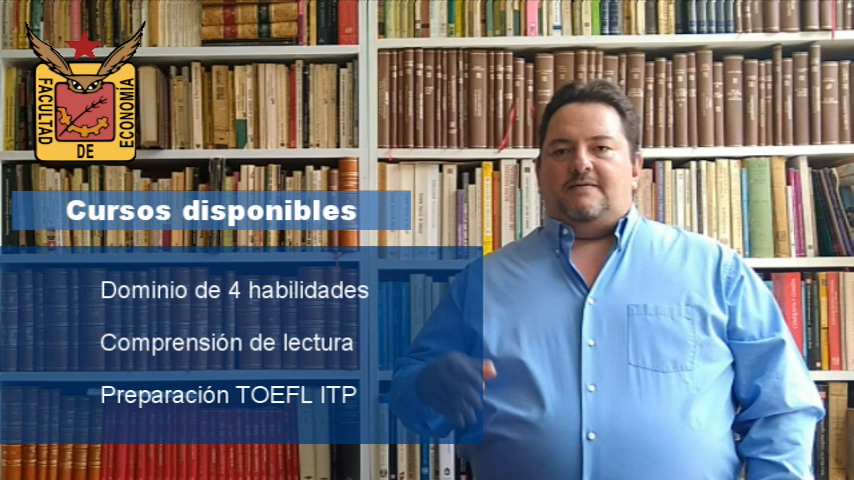 FACULTAD
DE
ECONOMÍA
Cursos disponibles
Dominio de 4 habilidades
Comprensión de lectura
Preparación TOEFL ITP